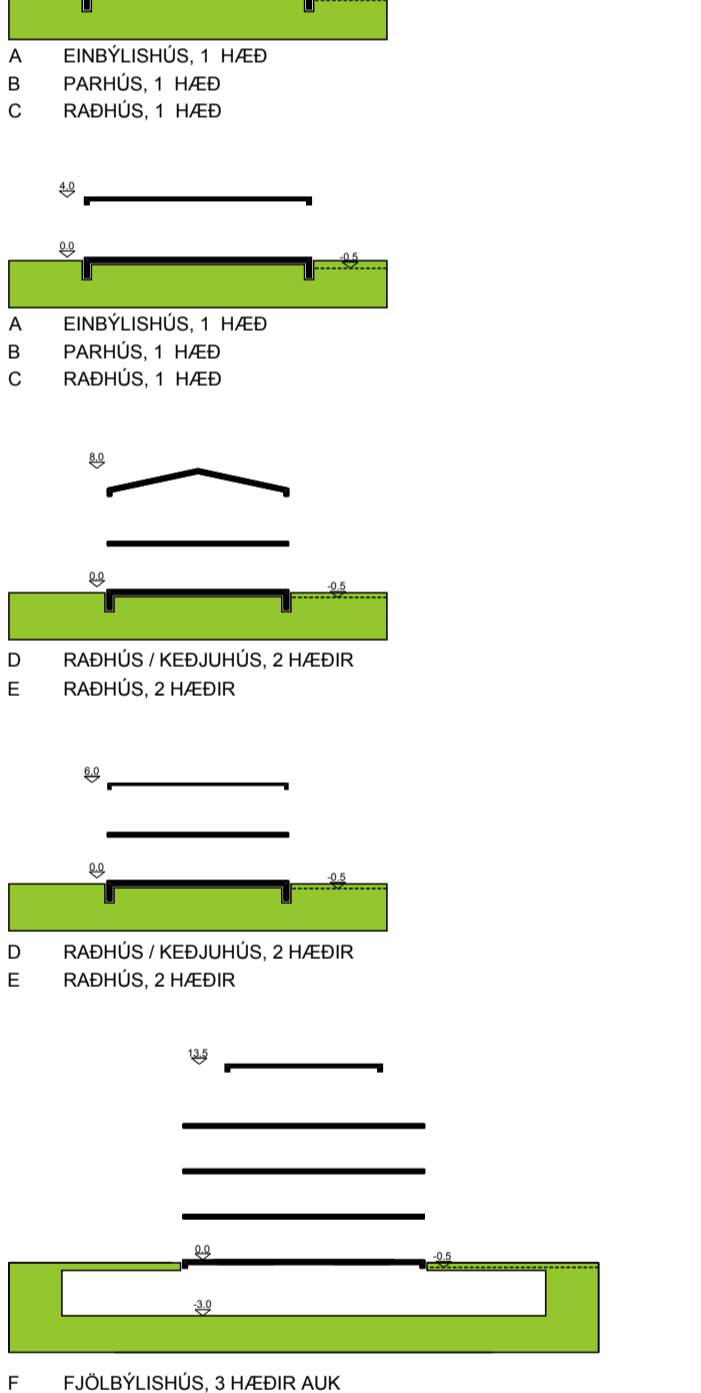 A EINBÝLISHÚS, 1 HÆÐ
B PARHÚS, 1 HÆÐ
C RAÐHÚS, 1 HÆÐ
4.0
0.0
-0.5
A EINBÝLISHÚS, 1 HÆÐ
B PARHÚS, 1 HÆÐ
C RAÐHÚS, 1 HÆÐ
8.0
0.0
-0.5
D RAÐHÚS / KEÐJUHÚS, 2 HÆÐIR
E RAÐHÚS, 2 HÆÐIR
6.0
0.0
-0.5
D RAÐHÚS / KEÐJUHÚS, 2 HÆÐIR
E RAÐHÚS, 2 HÆÐIR
13.5
0.0
-0.5
-3.0
F FJÖLBÝLISHÚS, 3 HÆÐIR AUK